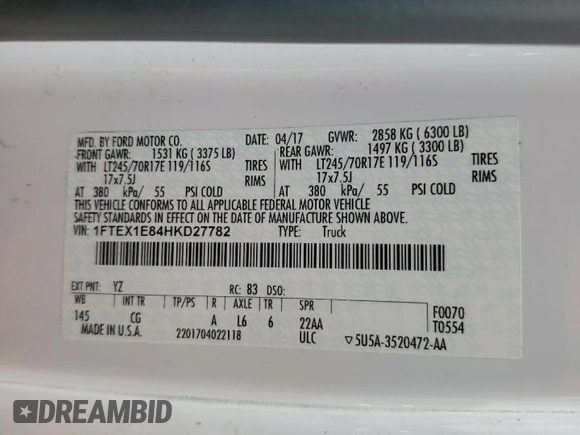 MFD. BY FORD MOTOR CO. DATE: 04/17 GVWR: 2858 KG ( 6300 LB)
FRONT GAWR: 1531 KG ( 3375 LB) REAR GAWR: 1497 KG ( 3300 LB)
WITH LT245/70R17E 119/116S TIRES WITH LT245/70R17E 119/116S TIRES
17x7.5J RIMS 17x7.5J RIMS
AT 380 kPa/ 55 PSI COLD AT 380 kPa/ 55 PSI COLD
THIS VEHICLE CONFORMS TO ALL APPLICABLE FEDERAL MOTOR VEHICLE
SAFETY STANDARDS IN EFFECT ON THE DATE OF MANUFACTURE SHOWN ABOVE.
VIN: 1FTEX1E84HKD27782 TYPE: Truck
EXT PNT: YZ RC: 83 DSO:
WB INT TR TP/PS R AXLE TR SPR F0070
145 CG A L6 6 22AA T0554
MADE IN U.S.A. 2201704022118 ULC 5U5A-3520472-AA
DREAMBID